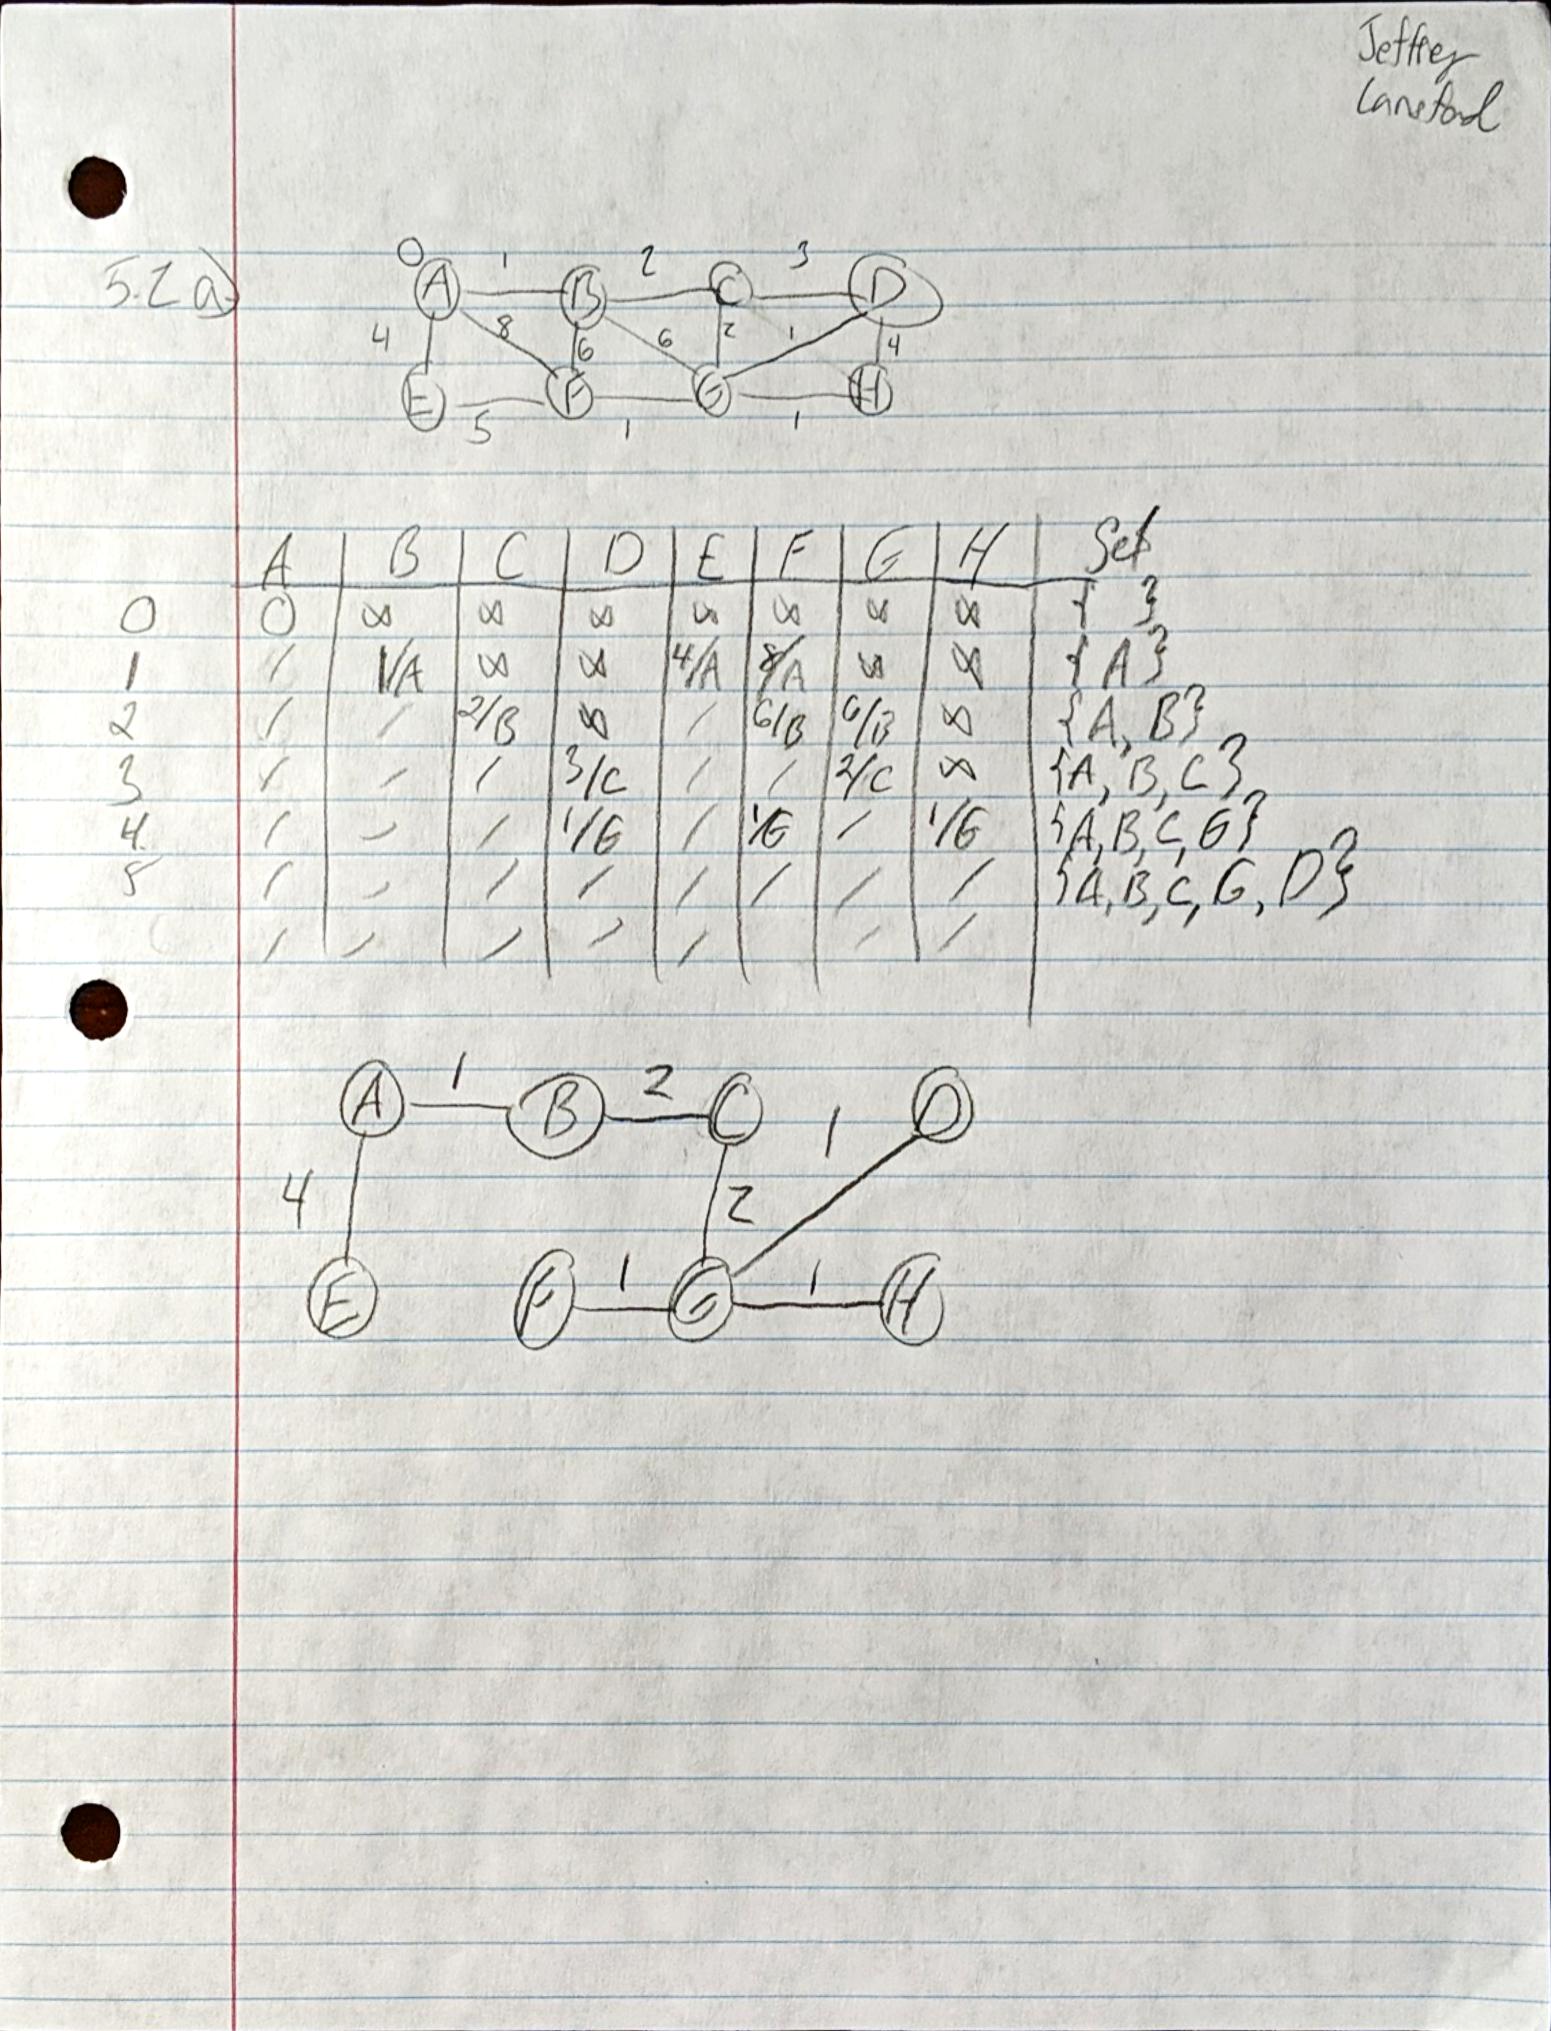 Jeffrey
Lansford
5.2 a)
0 1 2 3
A B C D
4 8 6 6 2 1 4
E F G H
5 1 1
A B C D E F G H Set
0 0 ∞ ∞ ∞ ∞ ∞ ∞ ∞ { }
1 / 1/A ∞ ∞ 4/A 8/A ∞ ∞ {A}
2 / / 2/B ∞ / 6/B 6/B ∞ {A, B}
3 / / / 3/C / / 2/C ∞ {A, B, C}
4 / / / 1/G / 1/G / 1/G {A, B, C, G}
5 / / / / / / / / {A, B, C, G, D}
/ / / / / / /
1 2
A B C 1 D
4 2
1 1
E F G H